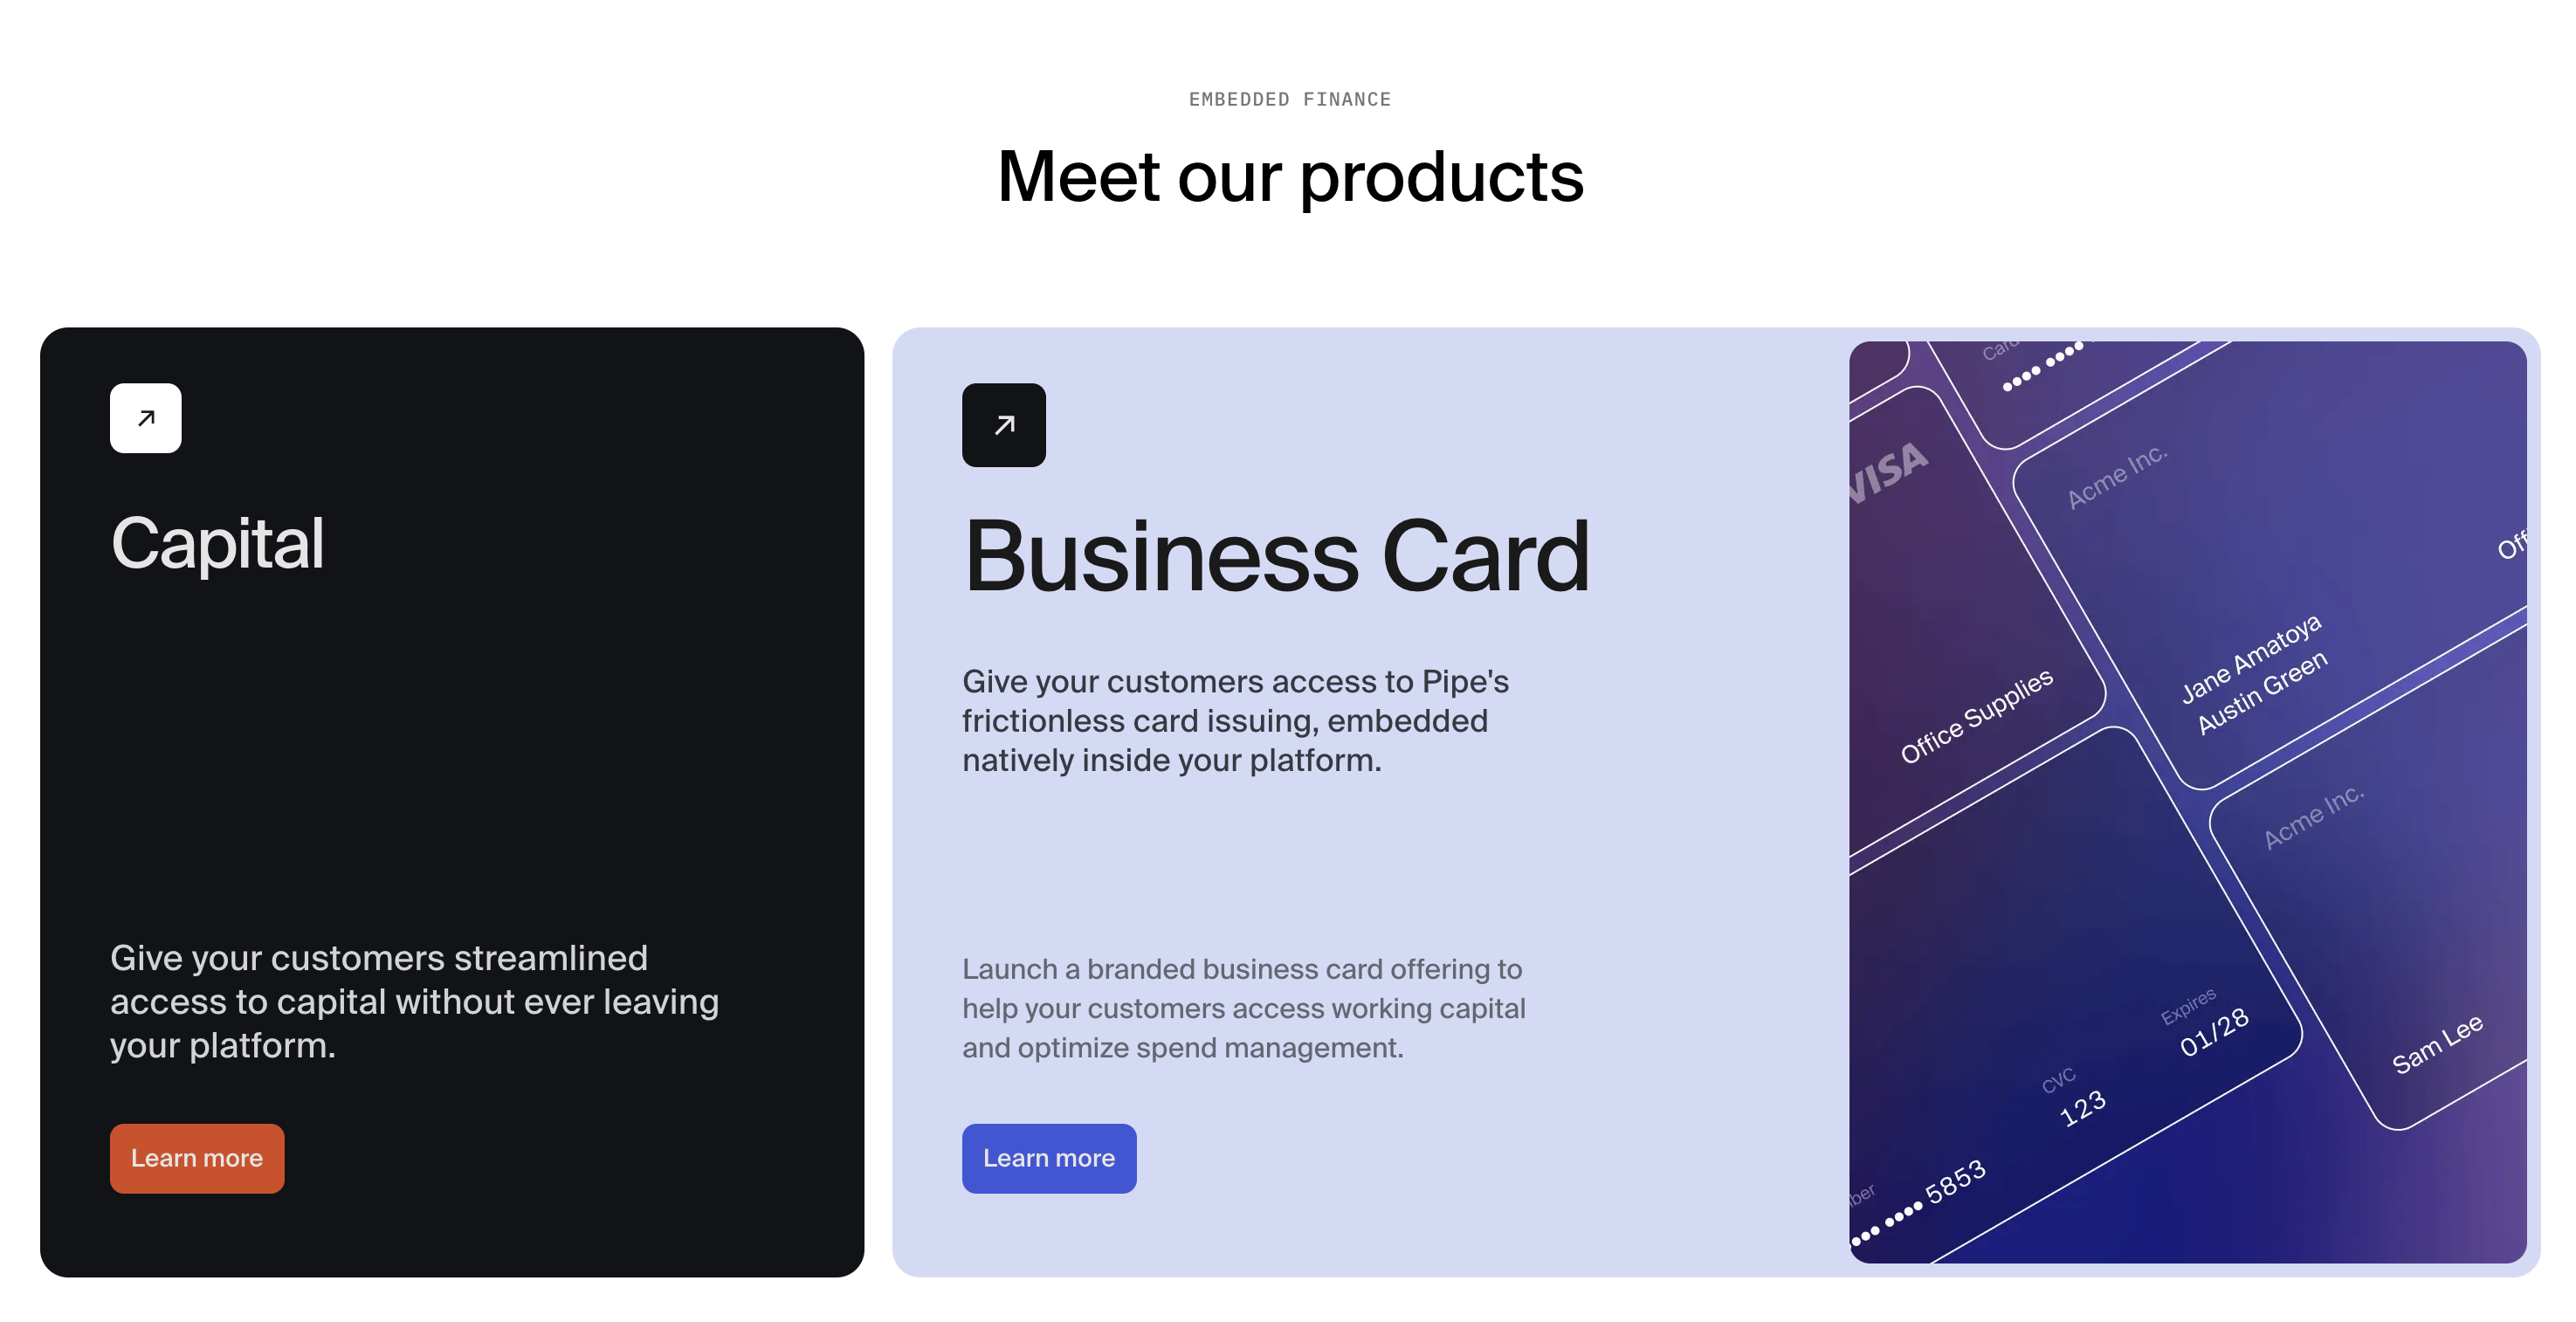 EMBEDDED FINANCE
Meet our products
Capital
Give your customers streamlined
access to capital without ever leaving
your platform.
Learn more
Business Card
Give your customers access to Pipe's
frictionless card issuing, embedded
natively inside your platform.
Launch a branded business card offering to
help your customers access working capital
and optimize spend management.
Learn more
VISA
Office Supplies
Acme Inc.
Jane Amatoya
Austin Green
Acme Inc.
Sam Lee
Expires
01/28
CVC
123
•••• •••• 5853